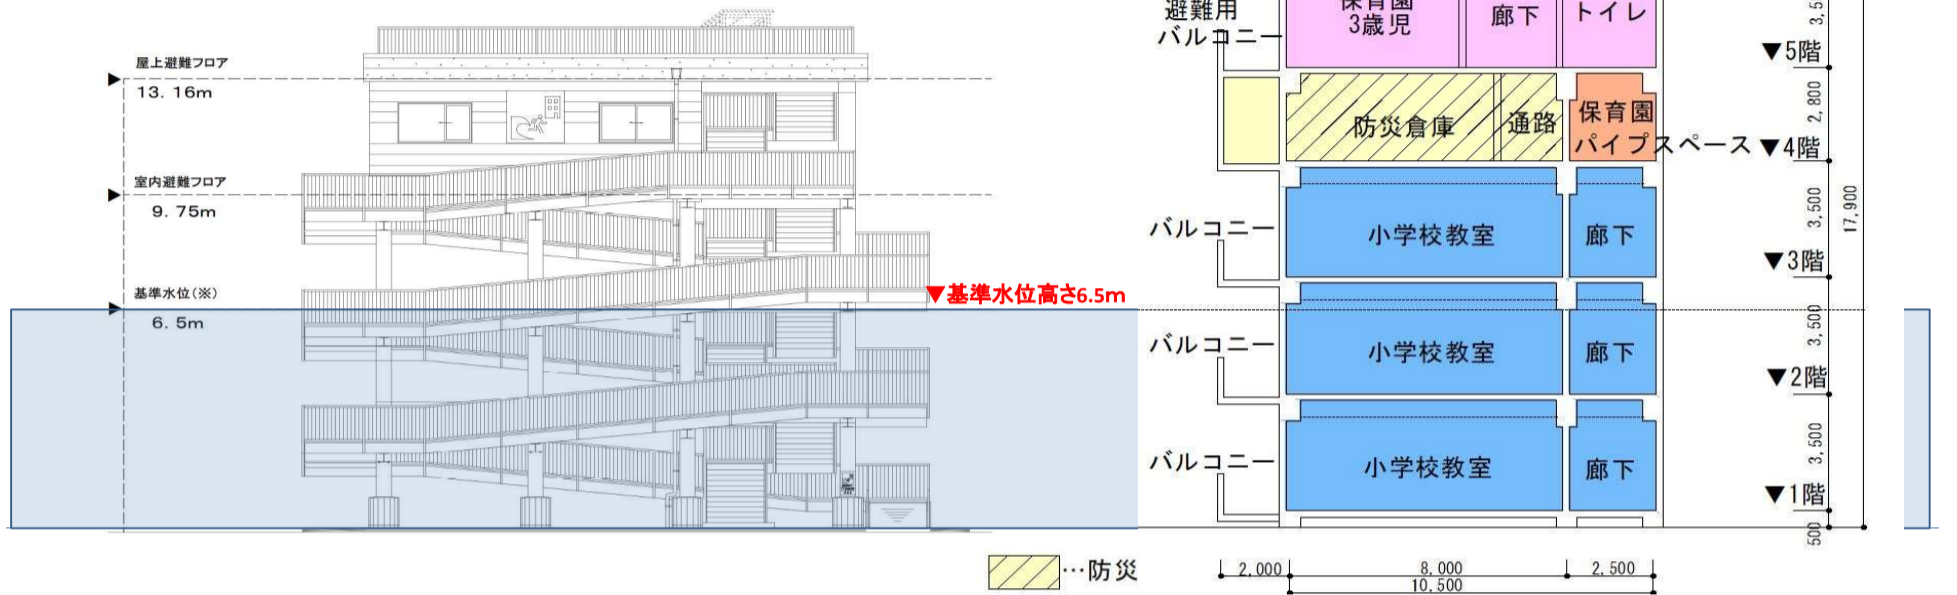 屋上避難フロア
13.16m
室内避難フロア
9.75m
基準水位(※)
6.5m
▼基準水位高さ6.5m
避難用
バルコニー
保育園
3歳児
廊下
トイレ
▼5階
防災倉庫
通路
保育園
パイプスペース
▼4階
バルコニー
小学校教室
廊下
▼3階
バルコニー
小学校教室
廊下
▼2階
バルコニー
小学校教室
廊下
▼1階
3,5
2,800
3,500
3,500
3,500
500
17,900
…防災
2,000
8,000
2,500
10,500